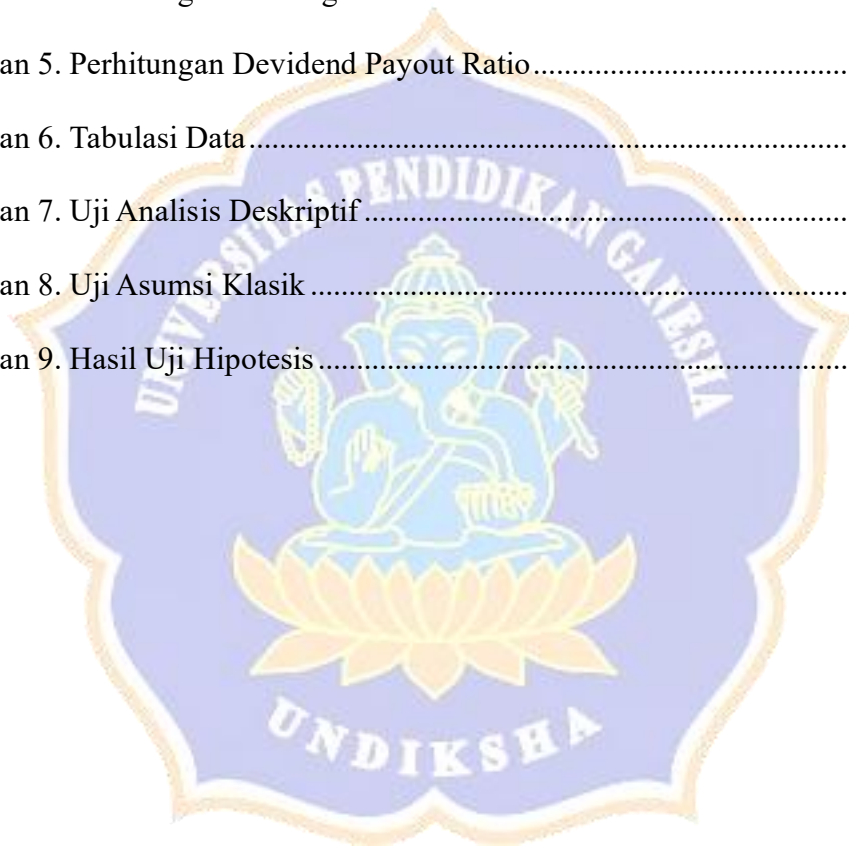 an 5. Perhitungan Devidend Payout Ratio
an 6. Tabulasi Data
an 7. Uji Analisis Deskriptif
an 8. Uji Asumsi Klasik
an 9. Hasil Uji Hipotesis
UNIVERSITAS PENDIDIKAN GANESHA
UNDIKSHA